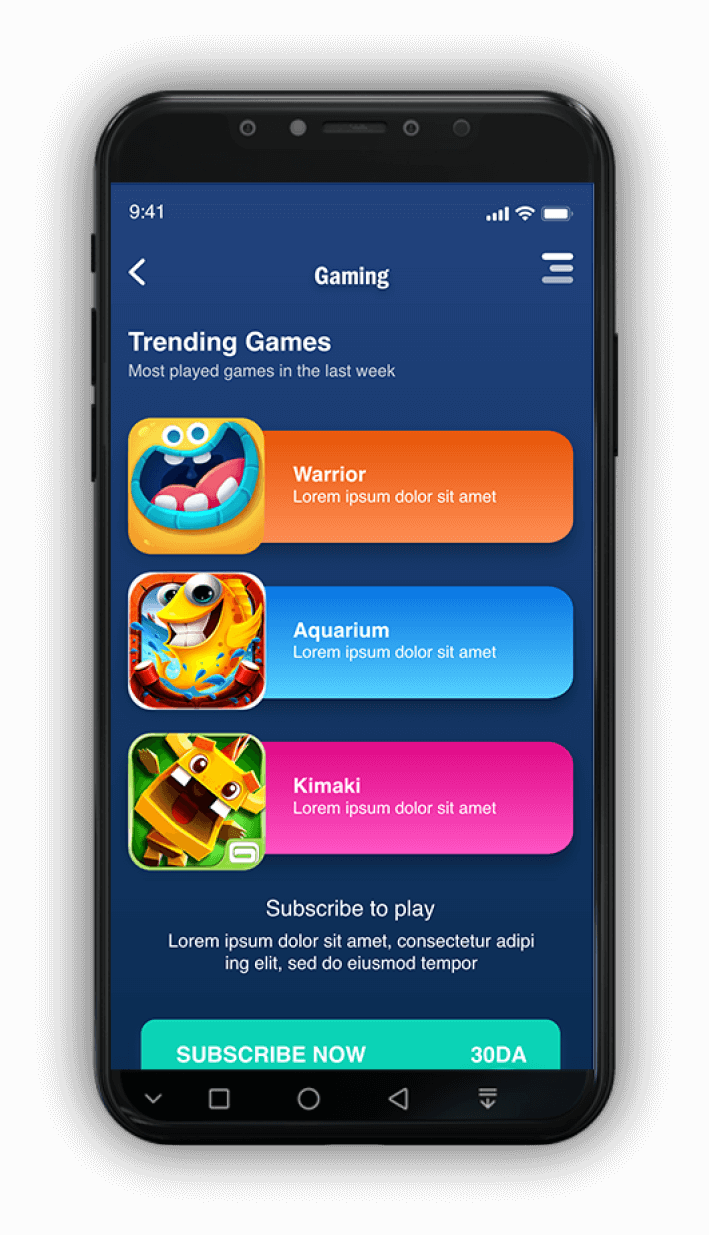 9:41
Gaming
Trending Games
Most played games in the last week
Warrior
Lorem ipsum dolor sit amet
Aquarium
Lorem ipsum dolor sit amet
Kimaki
Lorem ipsum dolor sit amet
Subscribe to play
Lorem ipsum dolor sit amet, consectetur adipi
ing elit, sed do eiusmod tempor
SUBSCRIBE NOW 30DA